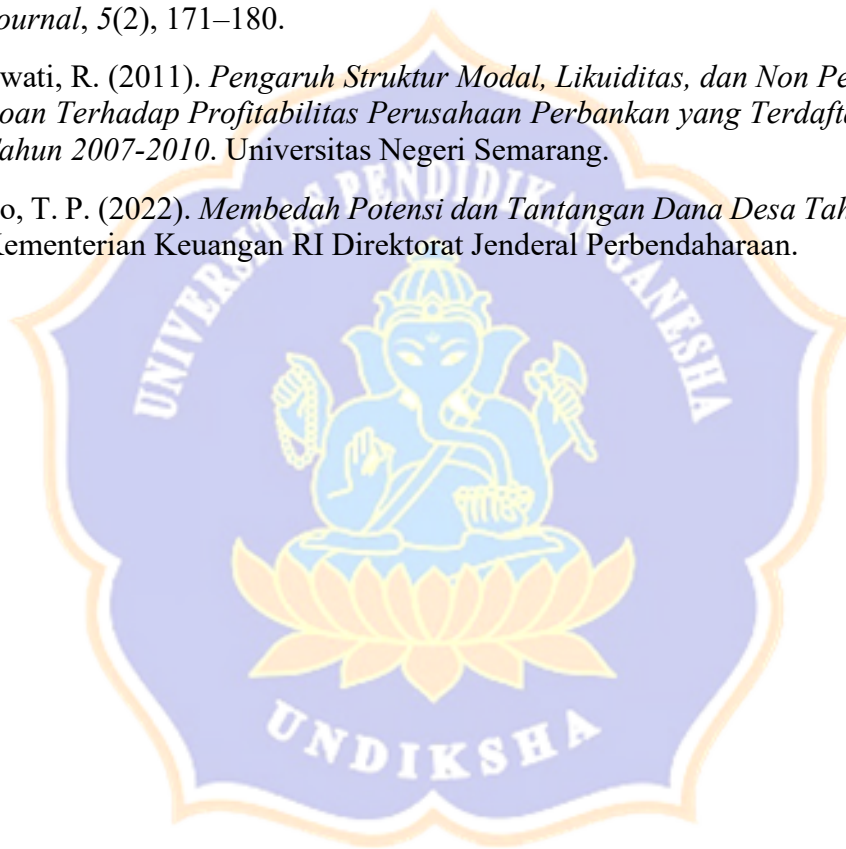 ournal, 5(2), 171–180.
wati, R. (2011). Pengaruh Struktur Modal, Likuiditas, dan Non Pe
oan Terhadap Profitabilitas Perusahaan Perbankan yang Terdafta
Tahun 2007-2010. Universitas Negeri Semarang.
o, T. P. (2022). Membedah Potensi dan Tantangan Dana Desa Tah
Kementerian Keuangan RI Direktorat Jenderal Perbendaharaan.
UNIVERSITAS PENDIDIKAN GANESHA
UNDIKSHA